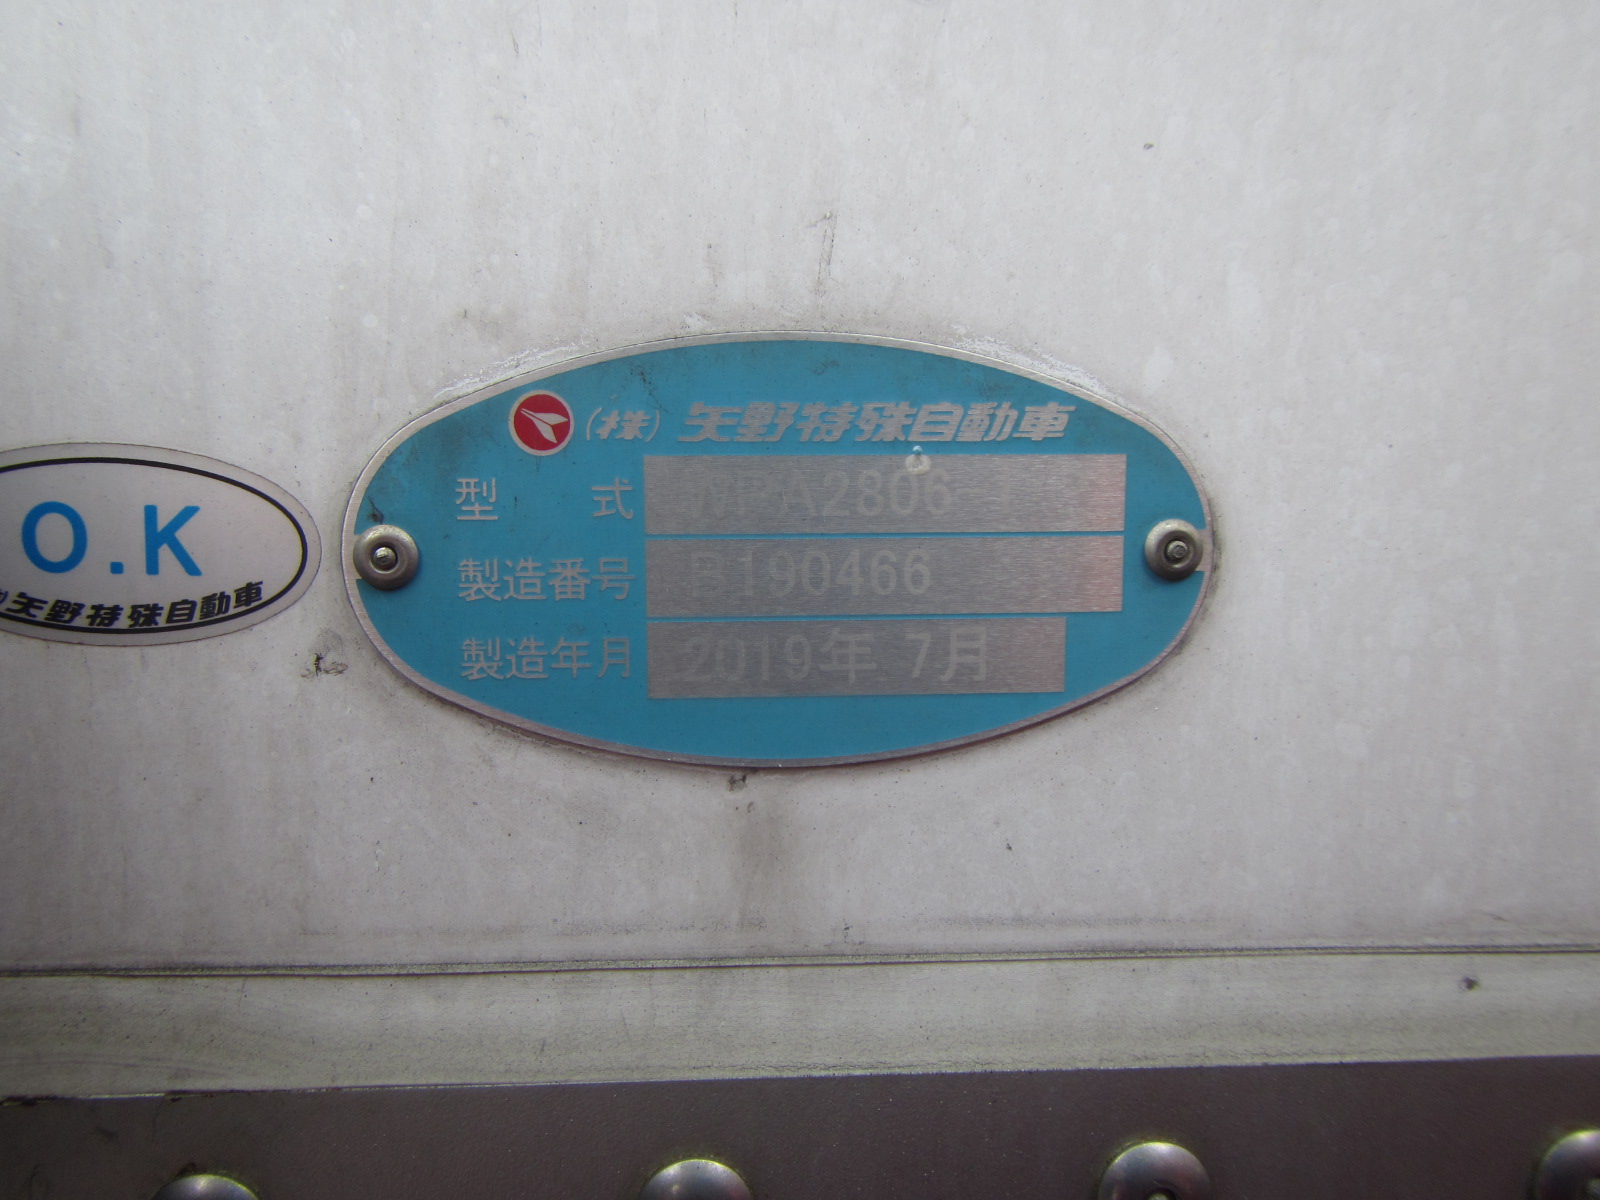 (株) 矢野特殊自動車
型 式
製造番号 B190466
製造年月 2019年 7月
O.K
矢野特殊自動車